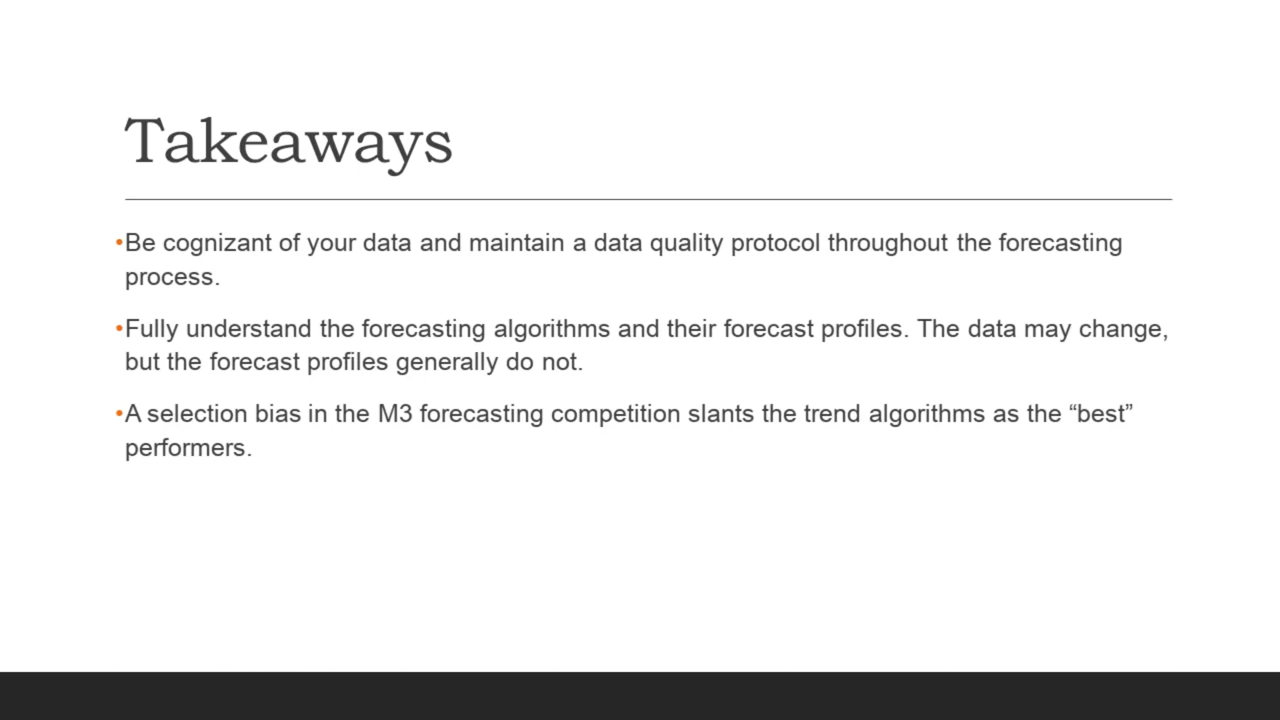 Takeaways
•Be cognizant of your data and maintain a data quality protocol throughout the forecasting
process.
•Fully understand the forecasting algorithms and their forecast profiles. The data may change,
but the forecast profiles generally do not.
•A selection bias in the M3 forecasting competition slants the trend algorithms as the “best”
performers.